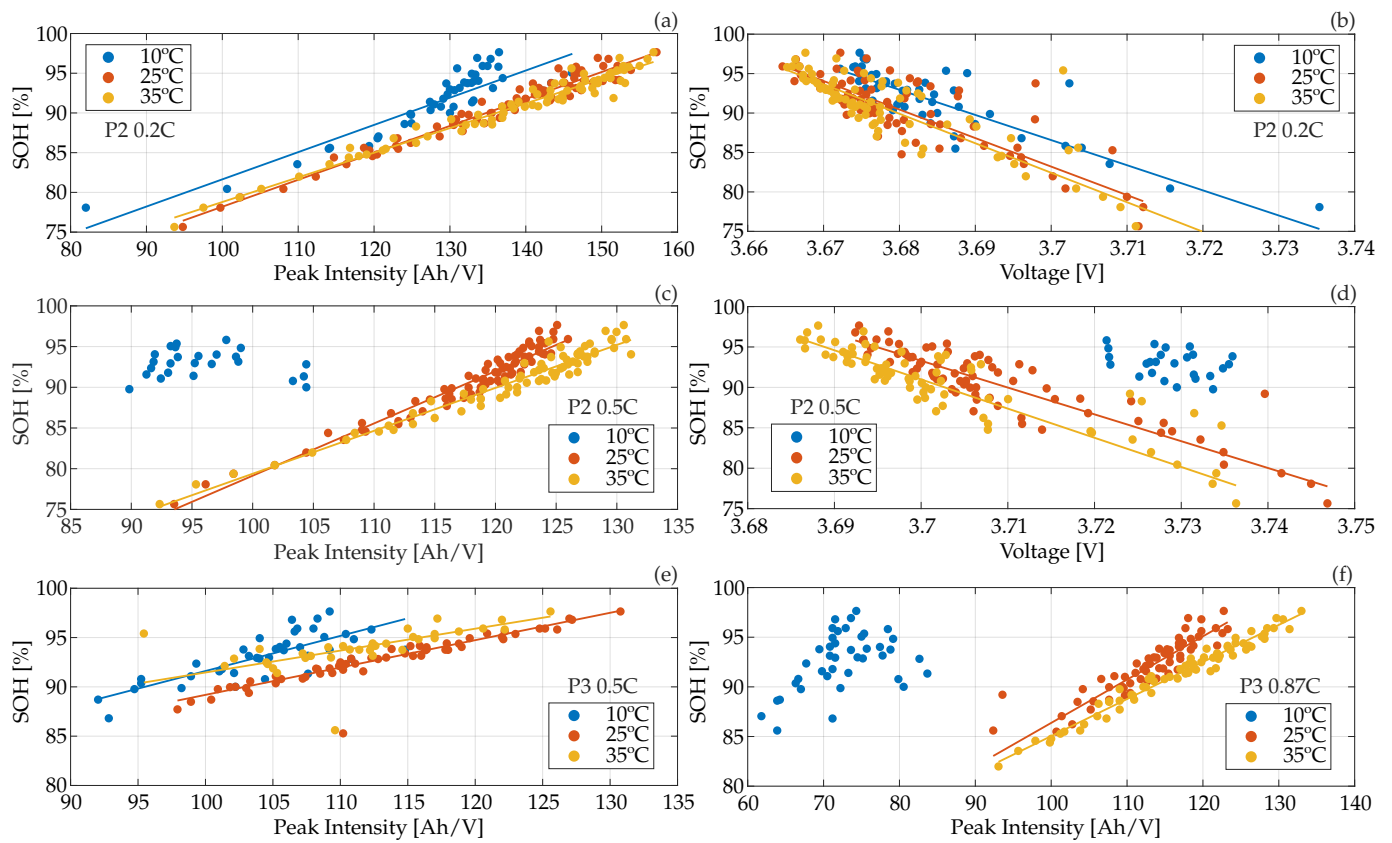 (a)
100
95
90
85
80
75
SOH [%]
10ºC
25ºC
35ºC
P2 0.2C
80 90 100 110 120 130 140 150 160
Peak Intensity [Ah/V]
(b)
100
95
90
85
80
75
SOH [%]
10ºC
25ºC
35ºC
P2 0.2C
3.66 3.67 3.68 3.69 3.7 3.71 3.72 3.73 3.74
Voltage [V]
(c)
100
95
90
85
80
75
SOH [%]
P2 0.5C
10ºC
25ºC
35ºC
85 90 95 100 105 110 115 120 125 130 135
Peak Intensity [Ah/V]
(d)
100
95
90
85
80
75
SOH [%]
P2 0.5C
10ºC
25ºC
35ºC
3.68 3.69 3.7 3.71 3.72 3.73 3.74 3.75
Voltage [V]
(e)
100
95
90
85
80
SOH [%]
P3 0.5C
10ºC
25ºC
35ºC
90 95 100 105 110 115 120 125 130 135
Peak Intensity [Ah/V]
(f)
100
95
90
85
80
SOH [%]
P3 0.87C
10ºC
25ºC
35ºC
60 70 80 90 100 110 120 130 140
Peak Intensity [Ah/V]